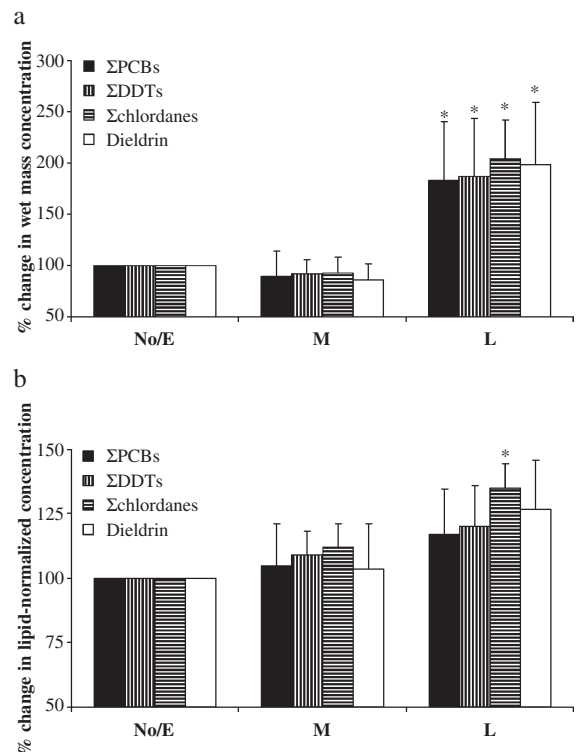 a
% change in wet mass concentration
300
250
200
150
100
50
ΣPCBs
ΣDDTs
Σchlordanes
Dieldrin
* * * *
No/E M L
b
% change in lipid-normalized concentration
150
125
100
75
50
ΣPCBs
ΣDDTs
Σchlordanes
Dieldrin
*
No/E M L